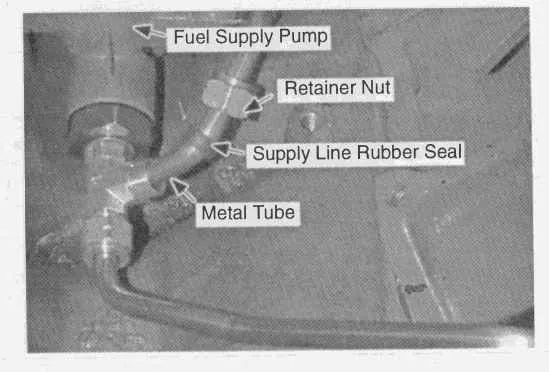 Fuel Supply Pump
Retainer Nut
Supply Line Rubber Seal
Metal Tube